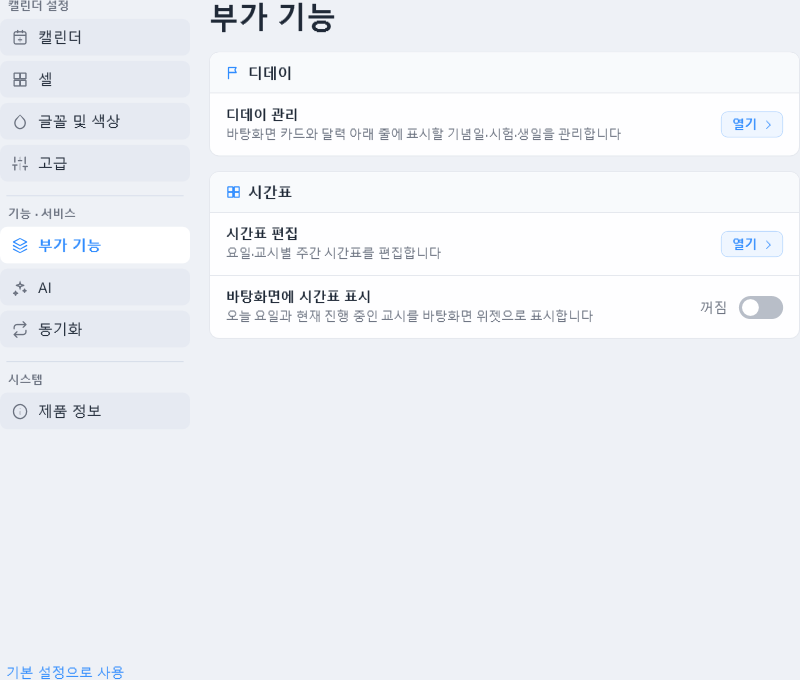 캘린더 설정
캘린더
셀
글꼴 및 색상
고급
기능 · 서비스
부가 기능
AI
동기화
시스템
제품 정보
기본 설정으로 사용
부가 기능
디데이
디데이 관리
바탕화면 카드와 달력 아래 줄에 표시할 기념일·시험·생일을 관리합니다
열기
시간표
시간표 편집
요일·교시별 주간 시간표를 편집합니다
열기
바탕화면에 시간표 표시
오늘 요일과 현재 진행 중인 교시를 바탕화면 위젯으로 표시합니다
꺼짐